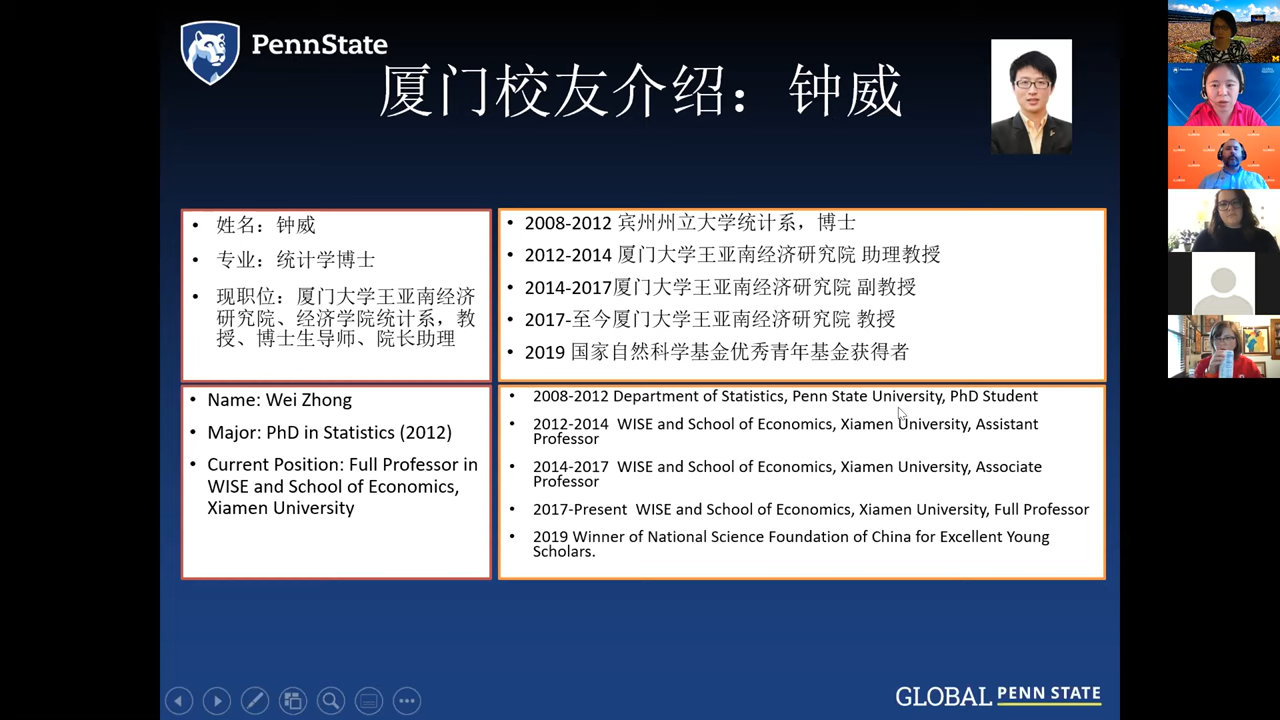 PennState
厦门校友介绍：钟威
• 姓名：钟威
• 专业：统计学博士
• 现职位：厦门大学王亚南经济
研究院、经济学院统计系，教
授、博士生导师、院长助理
• 2008-2012 宾州州立大学统计系，博士
• 2012-2014 厦门大学王亚南经济研究院 助理教授
• 2014-2017厦门大学王亚南经济研究院 副教授
• 2017-至今厦门大学王亚南经济研究院 教授
• 2019 国家自然科学基金优秀青年基金获得者
• Name: Wei Zhong
• Major: PhD in Statistics (2012)
• Current Position: Full Professor in
WISE and School of Economics,
Xiamen University
• 2008-2012 Department of Statistics, Penn State University, PhD Student
• 2012-2014 WISE and School of Economics, Xiamen University, Assistant
Professor
• 2014-2017 WISE and School of Economics, Xiamen University, Associate
Professor
• 2017-Present WISE and School of Economics, Xiamen University, Full Professor
• 2019 Winner of National Science Foundation of China for Excellent Young
Scholars.
GLOBAL PENN STATE